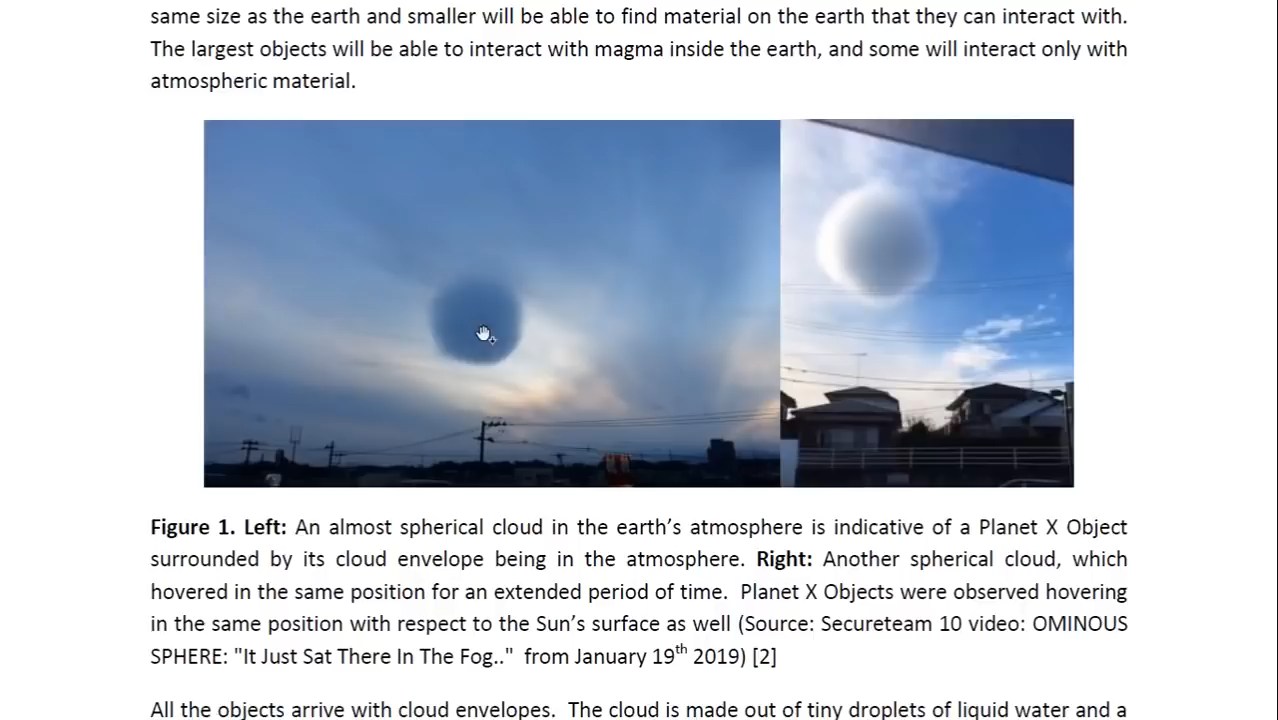 same size as the earth and smaller will be able to find material on the earth that they can interact with.
The largest objects will be able to interact with magma inside the earth, and some will interact only with
atmospheric material.
Figure 1. Left: An almost spherical cloud in the earth’s atmosphere is indicative of a Planet X Object
surrounded by its cloud envelope being in the atmosphere. Right: Another spherical cloud, which
hovered in the same position for an extended period of time. Planet X Objects were observed hovering
in the same position with respect to the Sun’s surface as well (Source: Secureteam 10 video: OMINOUS
SPHERE: "It Just Sat There In The Fog.." from January 19th 2019) [2]
All the objects arrive with cloud envelopes. The cloud is made out of tiny droplets of liquid water and a